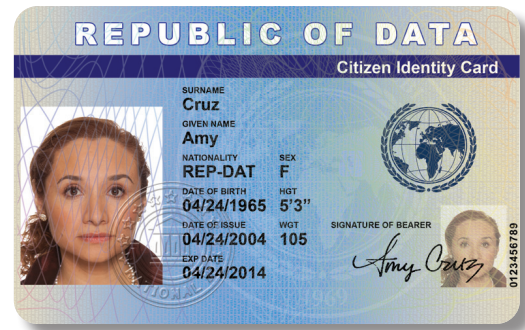 REPUBLIC OF DATA
Citizen Identity Card
SURNAME
Cruz
GIVEN NAME
Amy
NATIONALITY SEX
REP-DAT F
DATE OF BIRTH HGT
04/24/1965 5'3"
DATE OF ISSUE WGT
04/24/2004 105
EXP DATE
04/24/2014
SIGNATURE OF BEARER
Amy Cruz
0123456789